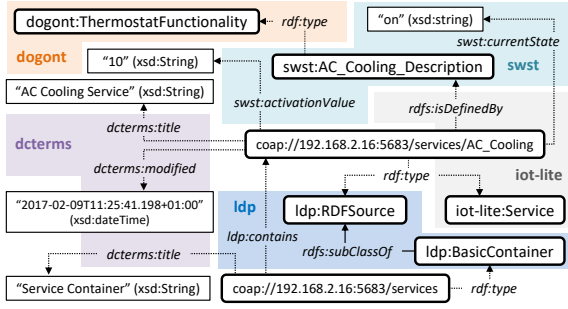 dogont:ThermostatFunctionality
rdf:type
"on" (xsd:string)
dogont
"10" (xsd:String)
swst:AC_Cooling_Description
swst:currentState
swst
"AC Cooling Service" (xsd:String)
swst:activationValue
rdfs:isDefinedBy
dcterms:title
dcterms
coap://192.168.2.16:5683/services/AC_Cooling
dcterms:modified
rdf:type
iot-lite
"2017-02-09T11:25:41.198+01:00"
(xsd:dateTime)
ldp
ldp:RDFSource
iot-lite:Service
ldp:contains
dcterms:title
rdfs:subClassOf
ldp:BasicContainer
"Service Container" (xsd:String)
coap://192.168.2.16:5683/services
rdf:type